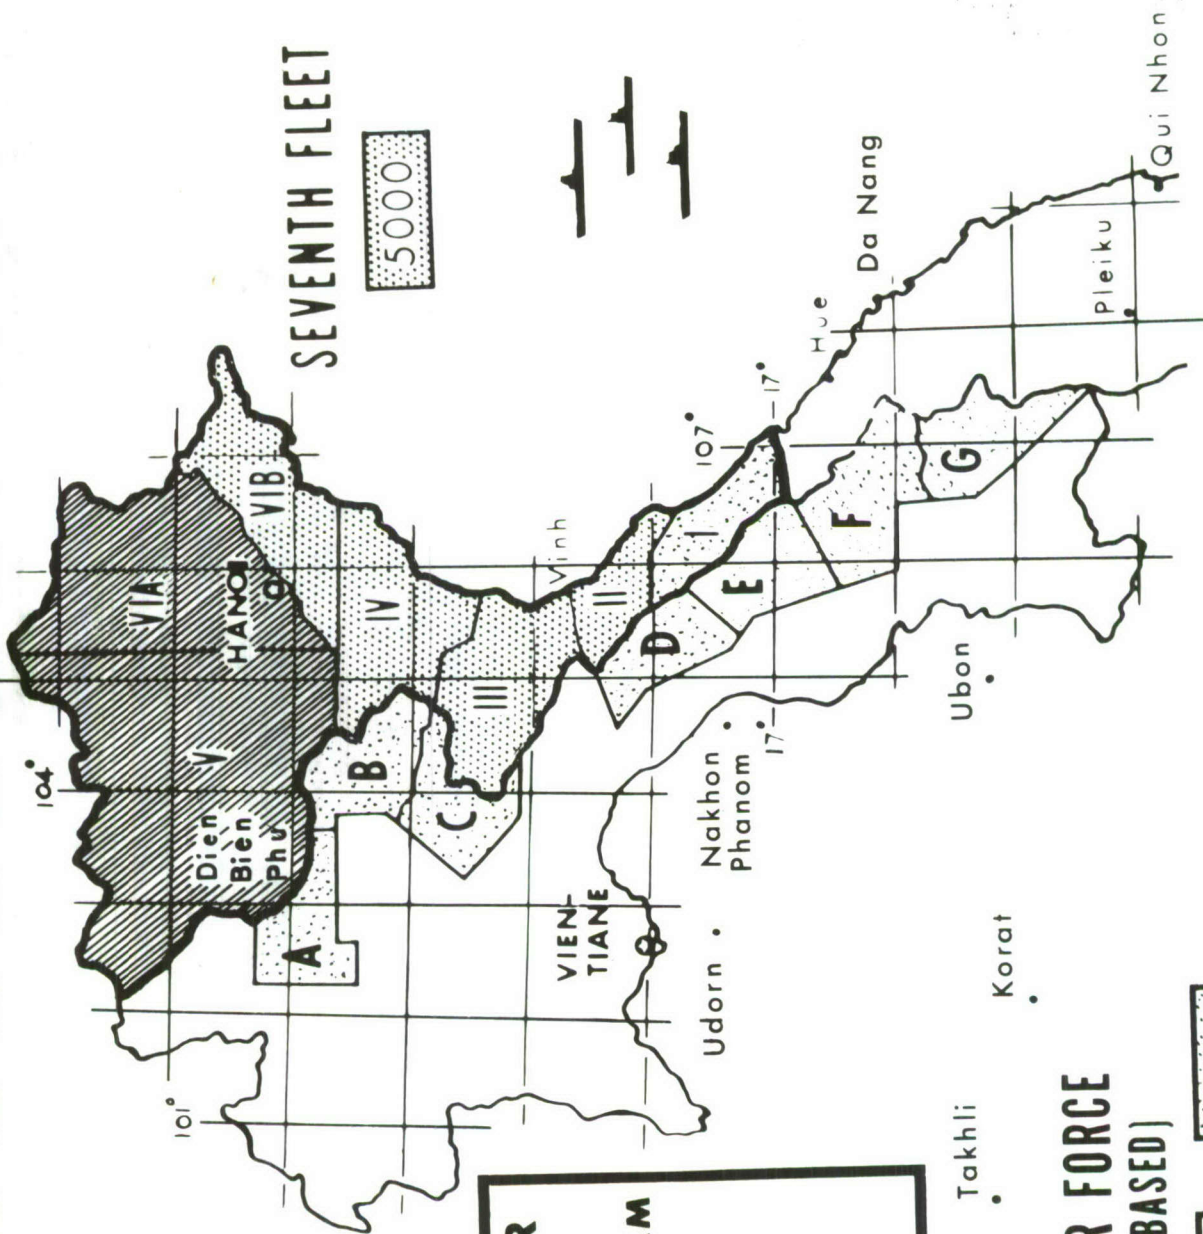 SEVENTH FLEET
5000
104°
101°
VIA
V
HANOI
VIB
Dien
Bien
Phu
IV
III
II
I
A
B
C
D
E
F
G
Vinh
107°
17°
17°
Hue
Da Nang
Pleiku
Qui Nhon
VIEN-
TIANE
Udorn
Nakhon
Phanom
Ubon
Korat
Takhli
R
M
R FORCE
BASED)